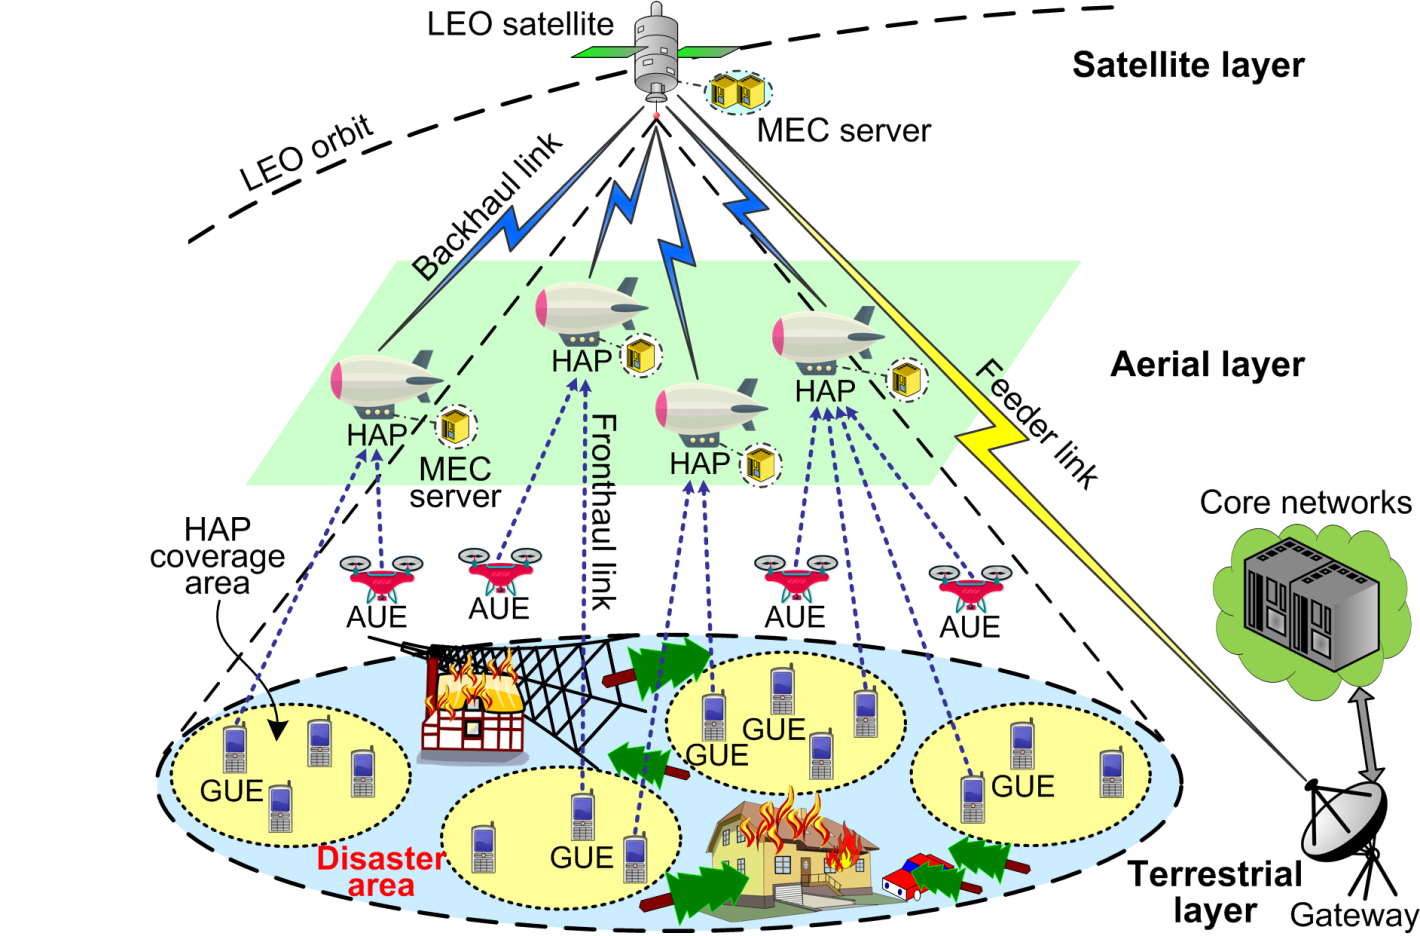 LEO satellite
Satellite layer
MEC server
LEO orbit
Backhaul link
HAP
HAP
HAP
HAP
Aerial layer
Feeder link
Fronthaul link
MEC
server
Core networks
HAP
coverage
area
AUE
AUE
AUE
AUE
GUE
GUE
GUE
GUE
GUE
Disaster
area
Terrestrial
layer
Gateway